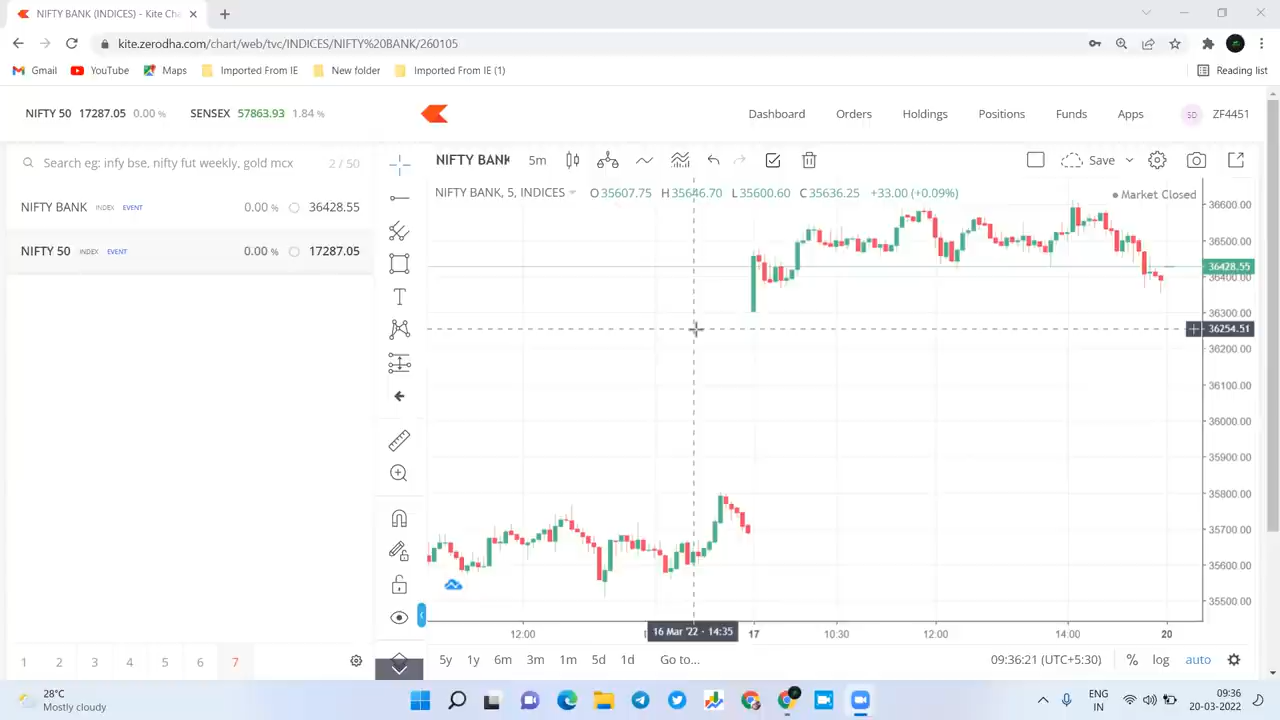 NIFTY BANK (INDICES) - Kite Cha
kite.zerodha.com/chart/web/tvc/INDICES/NIFTY%20BANK/260105
Gmail YouTube Maps Imported From IE New folder Imported From IE (1) Reading list
NIFTY 50 17287.05 0.00 % SENSEX 57863.93 1.84 % Dashboard Orders Holdings Positions Funds Apps SD ZF4451
Search eg: infy bse, nifty fut weekly, gold mcx 2 / 50
NIFTY BANK 5m Save
NIFTY BANK, 5, INDICES O35607.75 H35646.70 L35600.60 C35636.25 +33.00 (+0.09%) Market Closed
NIFTY BANK INDEX EVENT 0.00 % 36428.55
NIFTY 50 INDEX EVENT 0.00 % 17287.05
T
36600.00
36500.00
36428.55
36400.00
36300.00
36254.51
36200.00
36100.00
36000.00
35900.00
35800.00
35700.00
35600.00
35500.00
12:00 16 Mar '22 - 14:35 17 10:30 12:00 14:00 20
1 2 3 4 5 6 7
5y 1y 6m 3m 1m 5d 1d Go to... 09:36:21 (UTC+5:30) % log auto
28°C
Mostly cloudy
ENG
IN
09:36
20-03-2022